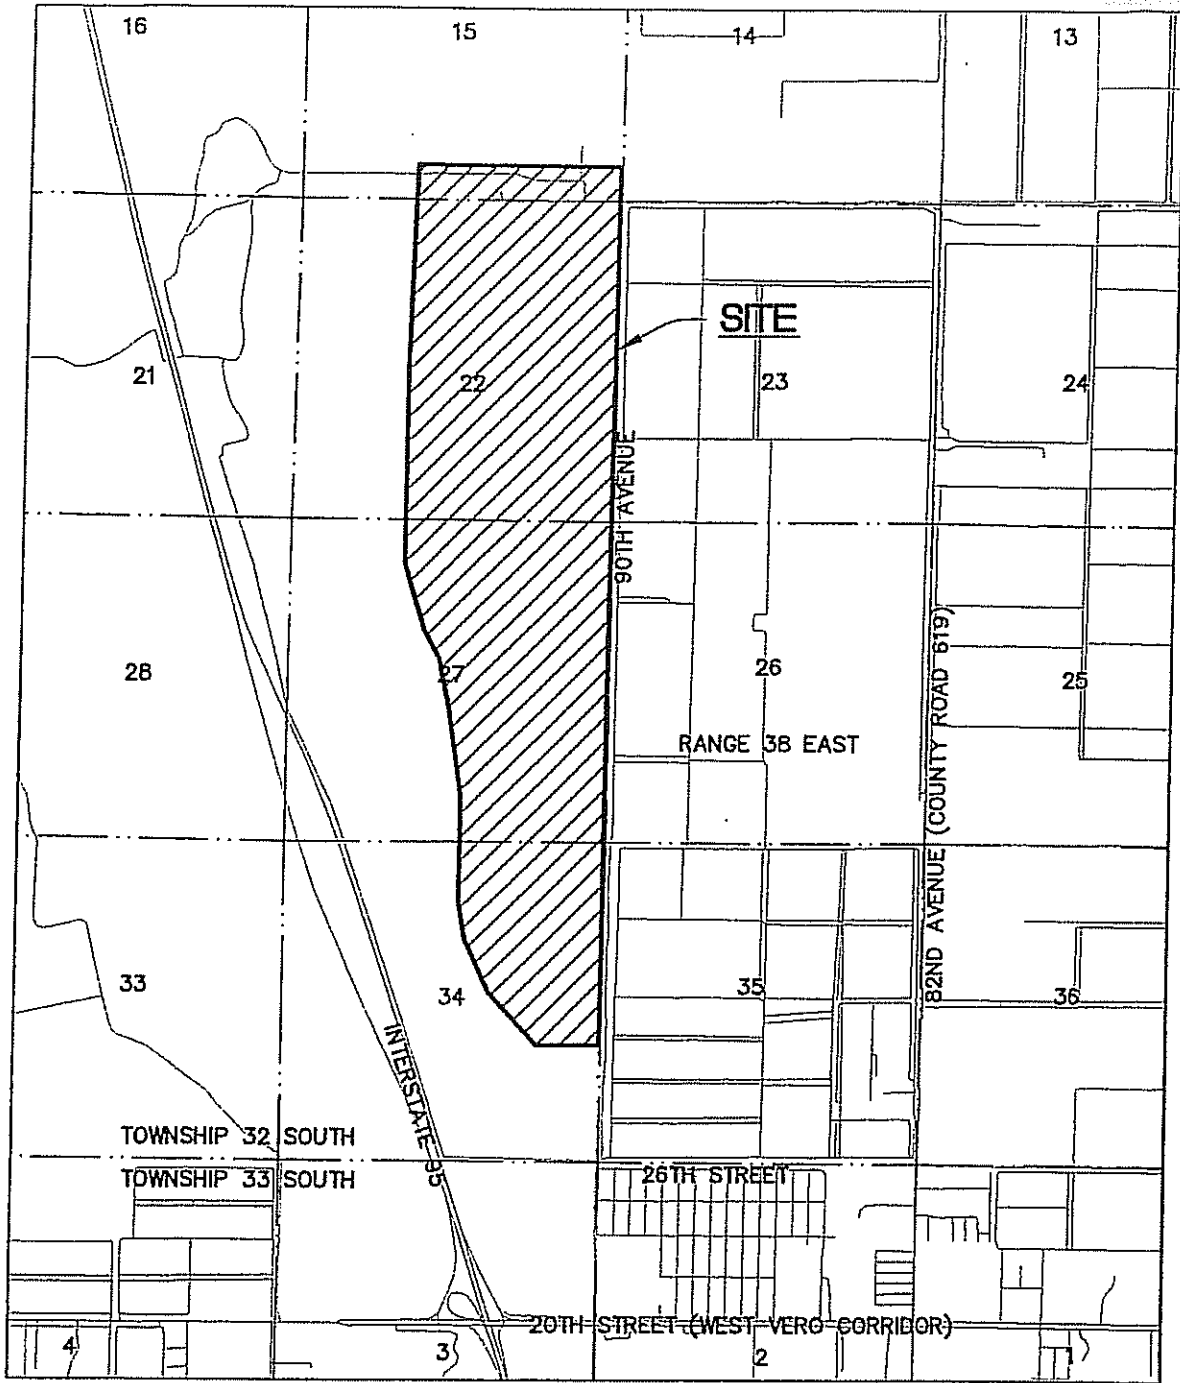 16
15
14
13
SITE
21
22
23
24
90TH AVENUE
28
27
26
25
RANGE 38 EAST
82ND AVENUE (COUNTY ROAD 619)
33
34
35
36
INTERSTATE 95
TOWNSHIP 32 SOUTH
TOWNSHIP 33 SOUTH
26TH STREET
20TH STREET (WEST VERO CORRIDOR)
4
3
2
1